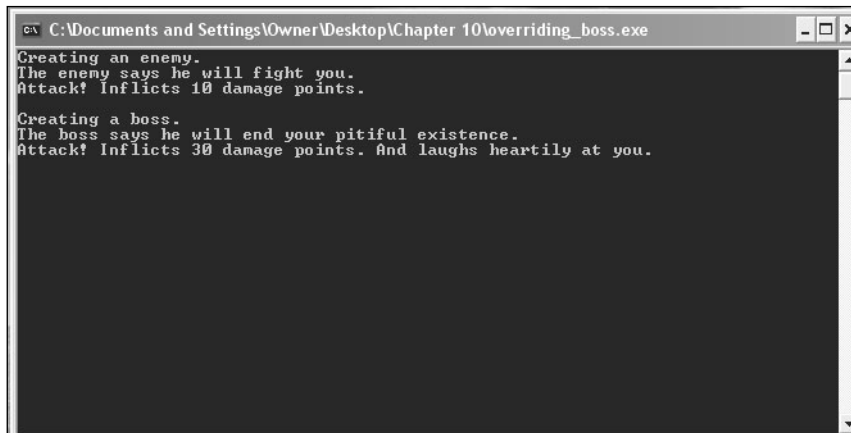 C:\Documents and Settings\Owner\Desktop\Chapter 10\overriding_boss.exe
Creating an enemy.
The enemy says he will fight you.
Attack! Inflicts 10 damage points.
Creating a boss.
The boss says he will end your pitiful existence.
Attack! Inflicts 30 damage points. And laughs heartily at you.